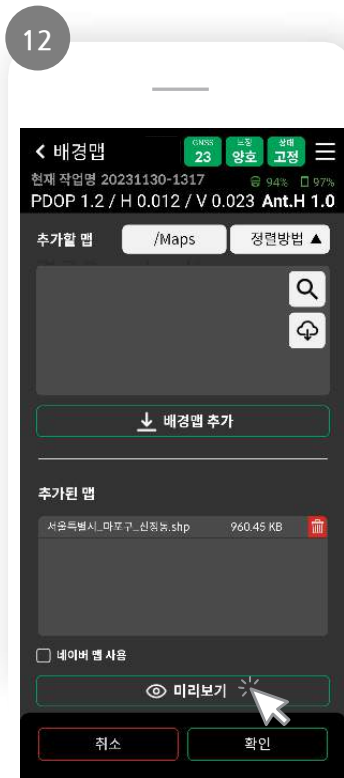 12
배경맵
GNSS
23
양호
상태
고정
현재 작업명 20231130-1317
94%
97%
PDOP 1.2 / H 0.012 / V 0.023 Ant.H 1.0
추가할 맵
/Maps
정렬방법 ▲
배경맵 추가
추가된 맵
서울특별시_마포구_신정동.shp 960.45 KB
네이버 맵 사용
미리보기
취소
확인